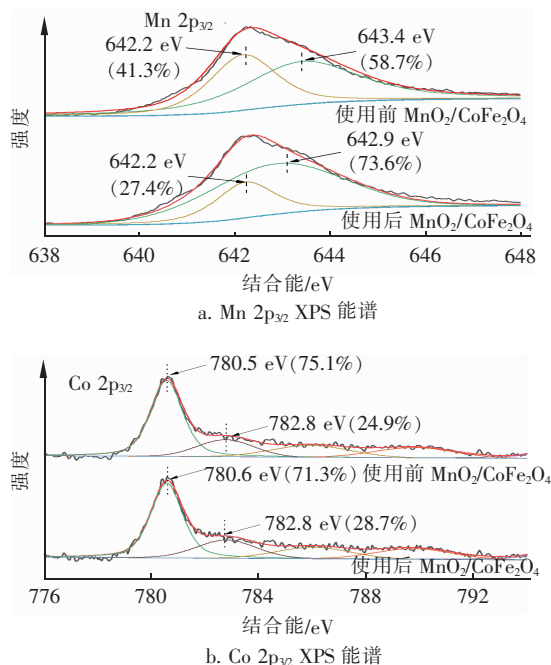 Mn 2p3/2
642.2 eV
(41.3%)
643.4 eV
(58.7%)
使用前 MnO2/CoFe2O4
642.2 eV
(27.4%)
642.9 eV
(73.6%)
使用后 MnO2/CoFe2O4
强度
638 640 642 644 646 648
结合能/eV
a. Mn 2p3/2 XPS 能谱
Co 2p3/2
780.5 eV(75.1%)
782.8 eV(24.9%)
780.6 eV(71.3%) 使用前 MnO2/CoFe2O4
782.8 eV(28.7%)
使用后 MnO2/CoFe2O4
强度
776 780 784 788 792
结合能/eV
b. Co 2p3/2 XPS 能谱